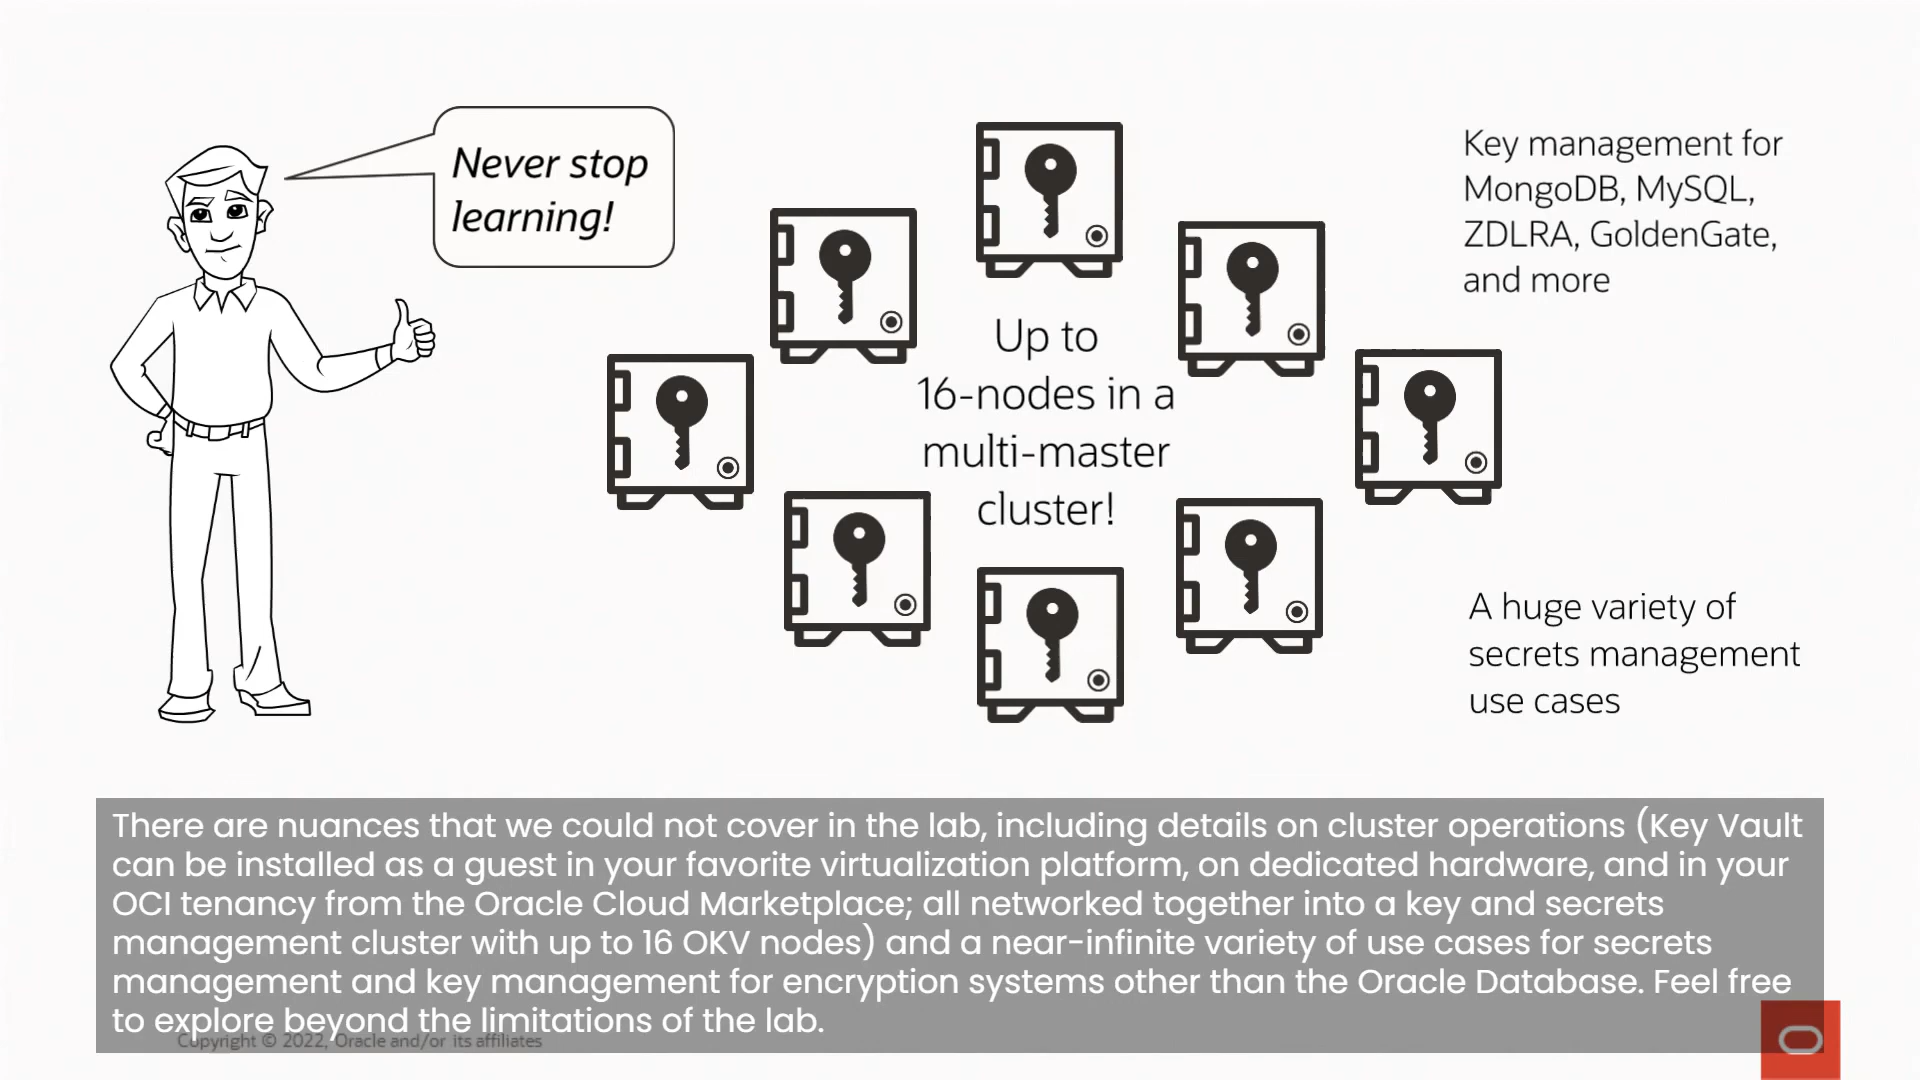 Never stop
learning!
Up to
16-nodes in a
multi-master
cluster!
Key management for
MongoDB, MySQL,
ZDLRA, GoldenGate,
and more
A huge variety of
secrets management
use cases
There are nuances that we could not cover in the lab, including details on cluster operations (Key Vault
can be installed as a guest in your favorite virtualization platform, on dedicated hardware, and in your
OCI tenancy from the Oracle Cloud Marketplace; all networked together into a key and secrets
management cluster with up to 16 OKV nodes) and a near-infinite variety of use cases for secrets
management and key management for encryption systems other than the Oracle Database. Feel free
to explore beyond the limitations of the lab.
Copyright © 2022, Oracle and/or its affiliates